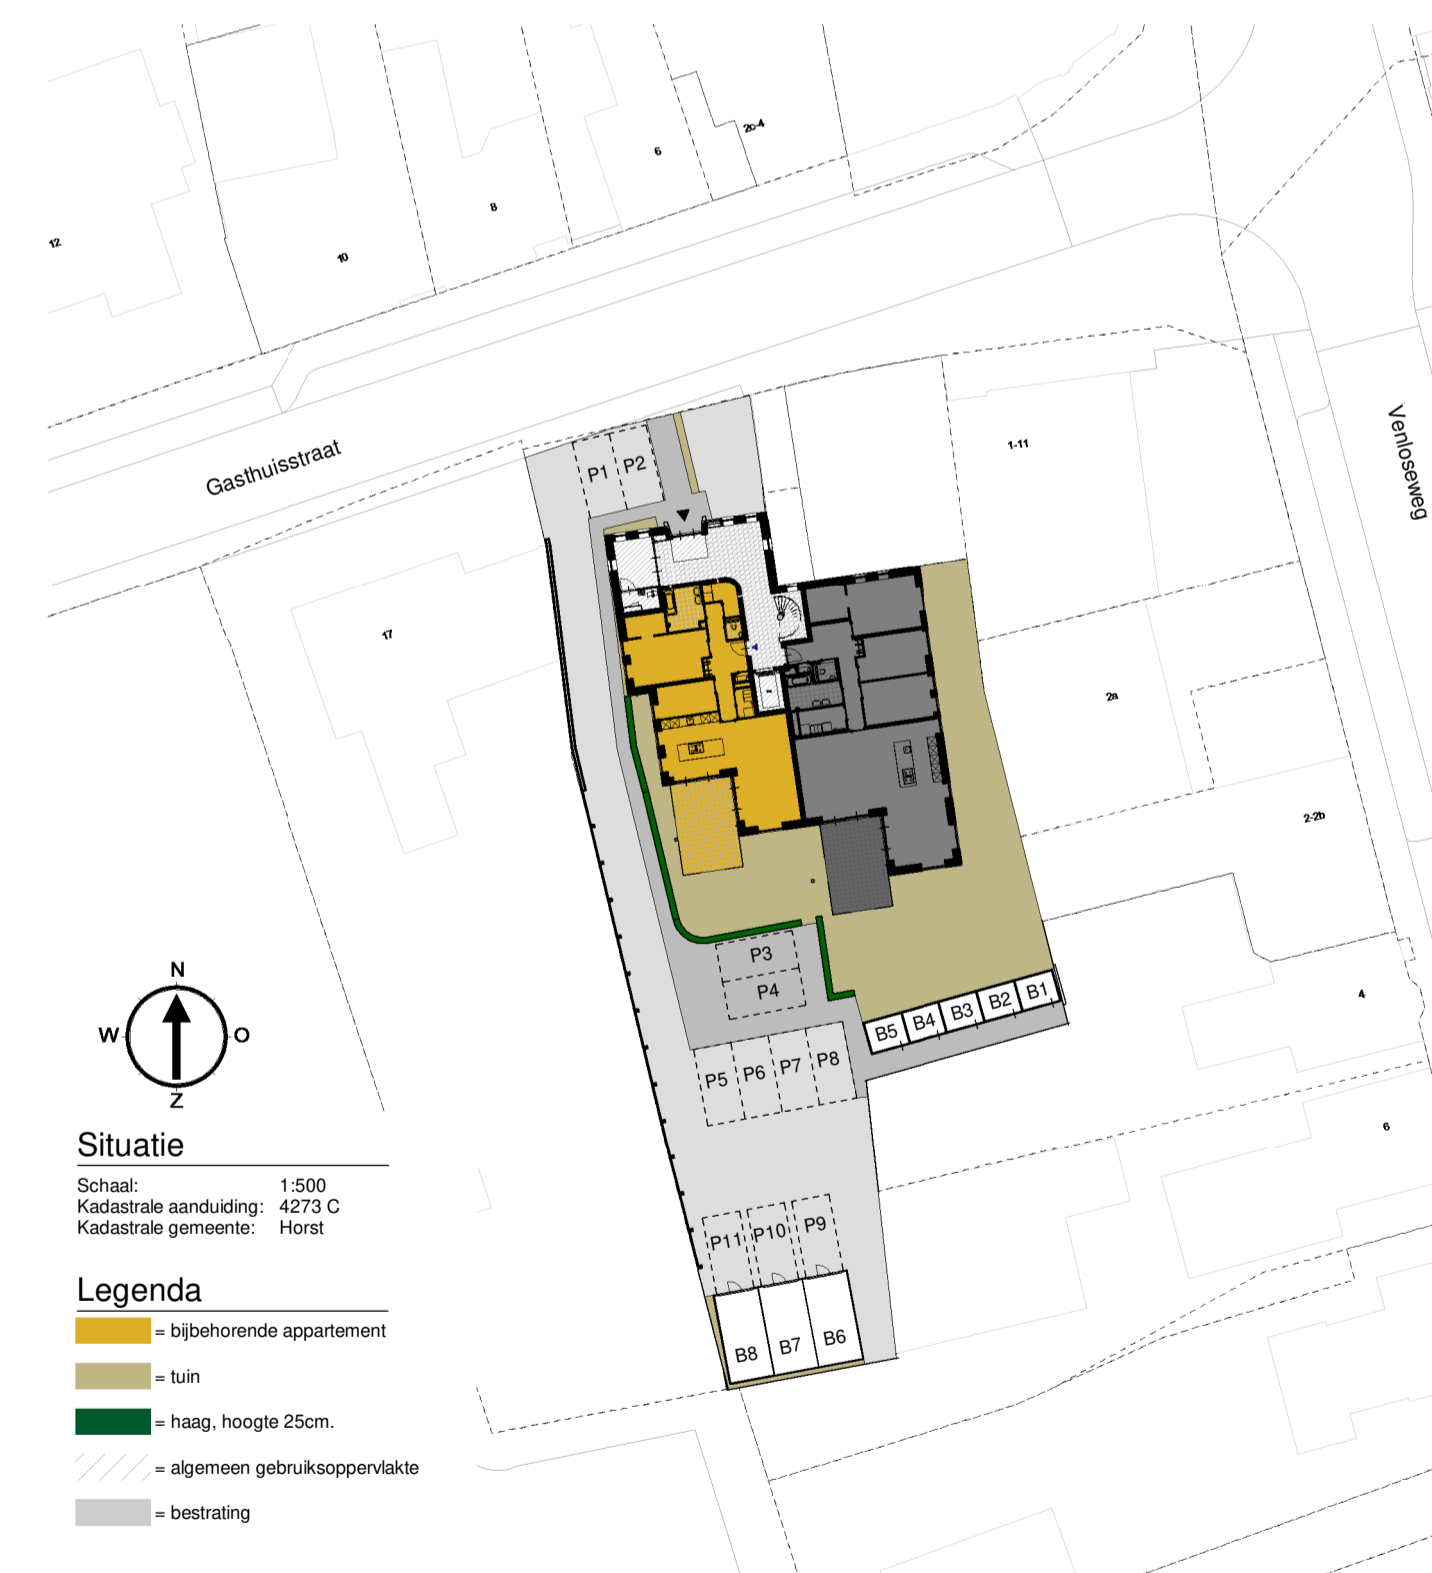 2c-4
6
8
12
10
Gasthuisstraat
Venloseweg
P1
P2
1-11
17
2a
2-2b
P3
P4
B5
B4
B3
B2
B1
4
P5
P6
P7
P8
6
N
W
O
Z
Situatie
Schaal: 1:500
Kadastrale aanduiding: 4273 C
Kadastrale gemeente: Horst
P11
P10
P9
B8
B7
B6
Legenda
= bijbehorende appartement
= tuin
= haag, hoogte 25cm.
= algemeen gebruiksoppervlakte
= bestrating